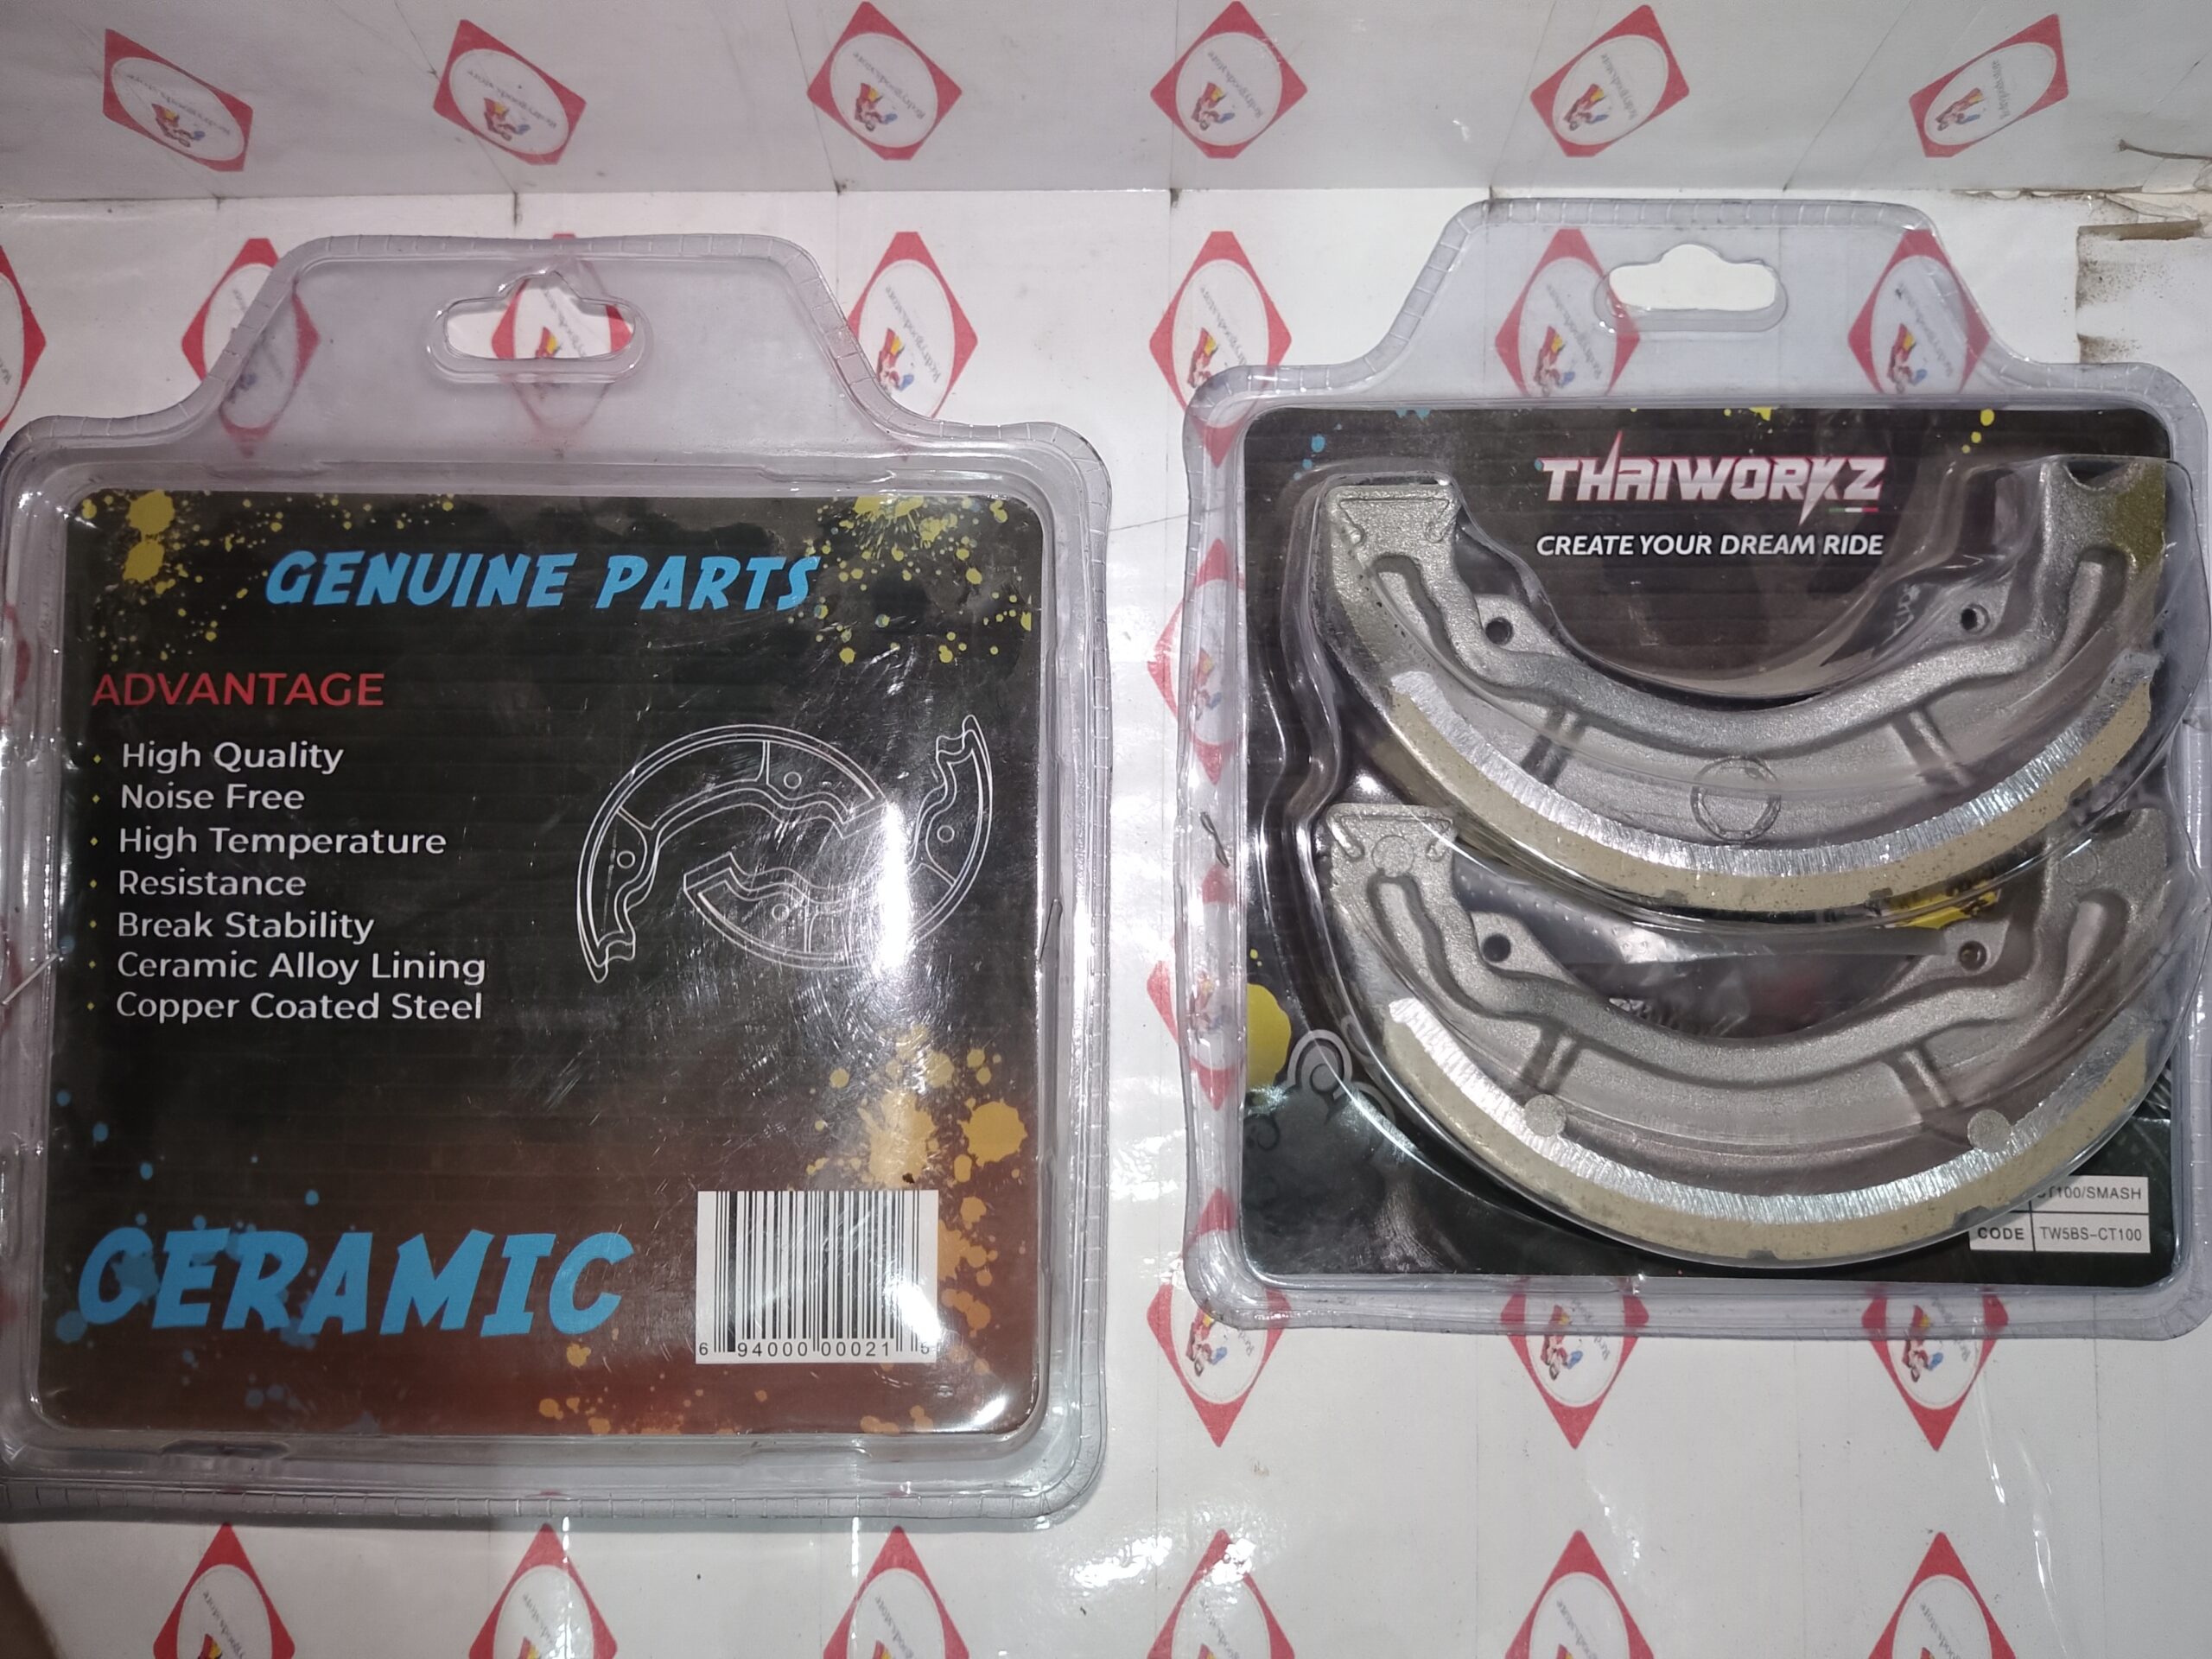 GENUINE PARTS
ADVANTAGE
High Quality
Noise Free
High Temperature
Resistance
Break Stability
Ceramic Alloy Lining
Copper Coated Steel
CERAMIC
6 94000 00021 5
THAIWORKZ
CREATE YOUR DREAM RIDE
CT100/SMASH
CODE TW5BS-CT100